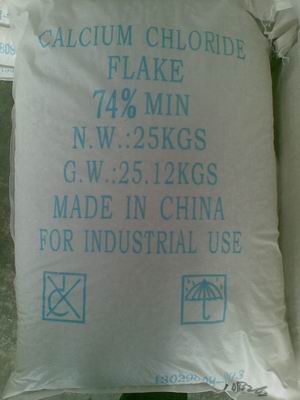 CALCIUM CHLORIDE
FLAKE
74% MIN
N.W.:25KGS
G.W.:25.12KGS
MADE IN CHINA
FOR INDUSTRIAL USE